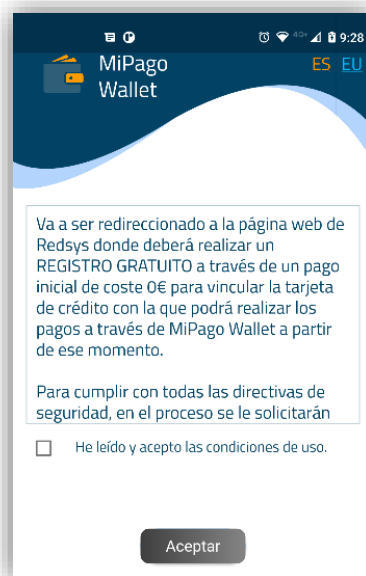 4G+ 9:28
MiPago
Wallet
ES EU
Va a ser redireccionado a la página web de
Redsys donde deberá realizar un
REGISTRO GRATUITO a través de un pago
inicial de coste 0€ para vincular la tarjeta
de crédito con la que podrá realizar los
pagos a través de MiPago Wallet a partir
de ese momento.
Para cumplir con todas las directivas de
seguridad, en el proceso se le solicitarán
He leído y acepto las condiciones de uso.
Aceptar